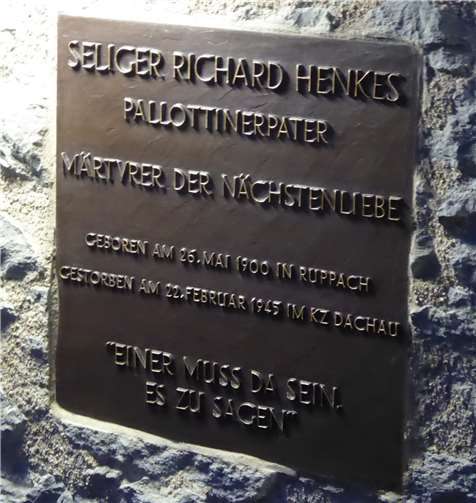 SELIGER RICHARD HENKES
PALLOTTINERPATER
MÄRTYRER DER NÄCHSTENLIEBE
GEBOREN AM 26. MAI 1900 IN RUPPACH
GESTORBEN AM 22. FEBRUAR 1945 IM KZ DACHAU
"EINER MUSS DA SEIN,
ES ZU SAGEN"